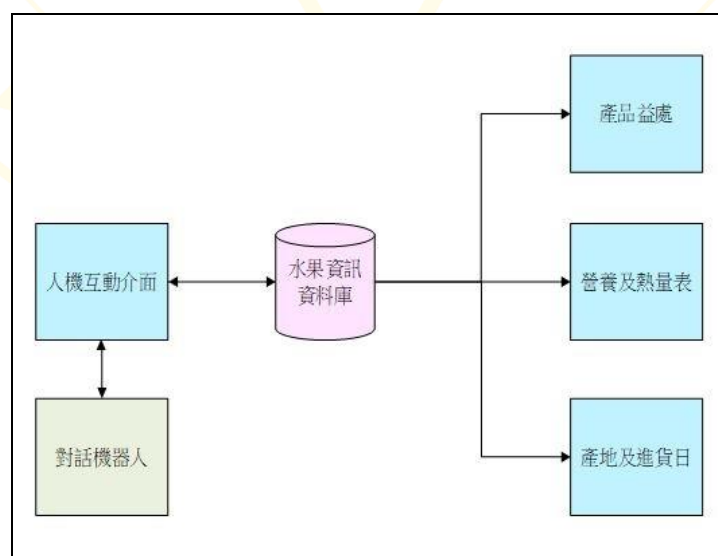 產品益處
人機互動介面
水果資訊
資料庫
營養及熱量表
對話機器人
產地及進貨日